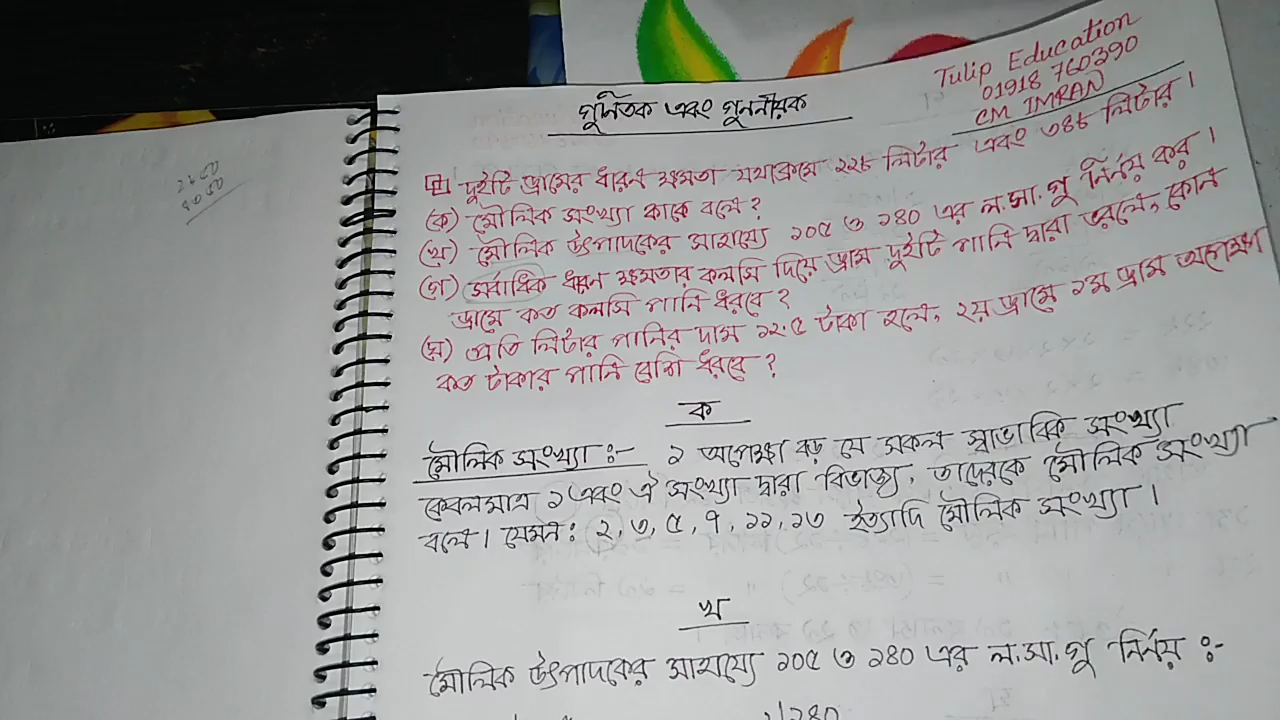 গুণিতক এবং গুণনীয়ক
Tulip Education
01918 760390
CM IMRAN
দুইটি ড্রামের ধারণ ক্ষমতা যথাক্রমে ২২৮ লিটার এবং ৩৪৮ লিটার।
(ক) মৌলিক সংখ্যা কাকে বলে?
(খ) মৌলিক উৎপাদকের সাহায্যে ১০৫ ও ১৪০ এর ল.সা.গু নির্ণয় কর।
(গ) সর্বাধিক ধারন ক্ষমতার কলসি দিয়ে ড্রাম দুইটি পানি দ্বারা ভরলে, কোন
ড্রামে কত কলসি পানি ধরবে?
(ঘ) প্রতি লিটার পানির দাম ১২.৫ টাকা হলে, ২য় ড্রামে ১ম ড্রাম অপেক্ষা
কত টাকার পানি বেশি ধরবে?
ক
মৌলিক সংখ্যা :- ১ অপেক্ষা বড় যে সকল স্বাভাবিক সংখ্যা
কেবলমাত্র ১ এবং ঐ সংখ্যা দ্বারা বিভাজ্য, তাদেরকে মৌলিক সংখ্যা
বলে। যেমন: ২, ৩, ৫, ৭, ১১, ১৩ ইত্যাদি মৌলিক সংখ্যা।
খ
মৌলিক উৎপাদকের সাহায্যে ১০৫ ও ১৪০ এর ল.সা.গু নির্ণয় :-